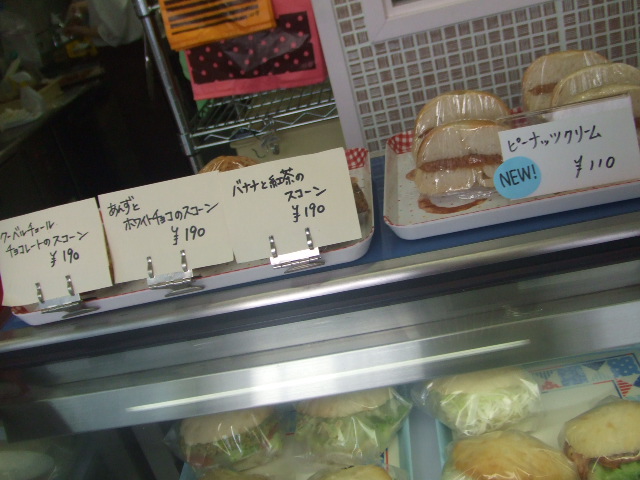 クーベルチョール
チョコレートのスコーン
¥190
あんずと
ホワイトチョコのスコーン
¥190
バナナと紅茶の
スコーン
¥190
ピーナッツクリーム
NEW!
¥110